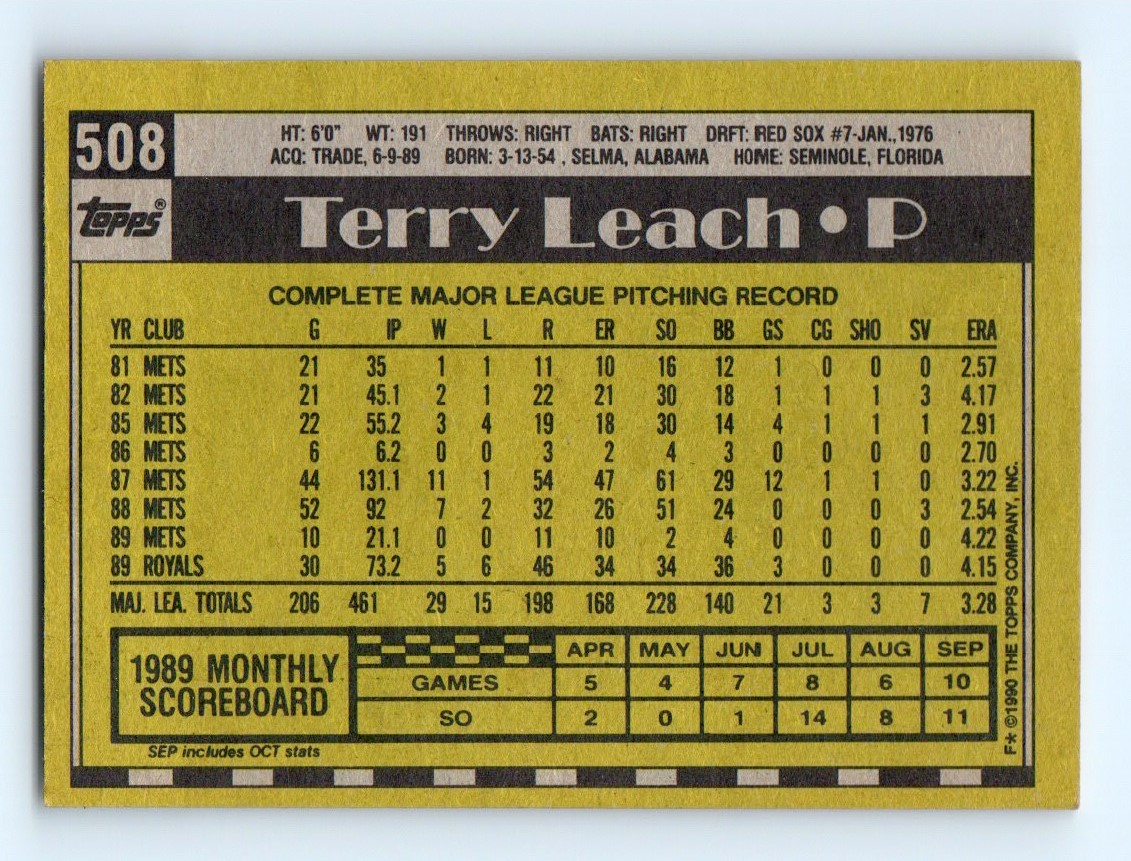 508
HT: 6'0" WT: 191 THROWS: RIGHT BATS: RIGHT DRFT: RED SOX #7-JAN.,1976
ACQ: TRADE, 6-9-89 BORN: 3-13-54 , SELMA, ALABAMA HOME: SEMINOLE, FLORIDA
topps®
Terry Leach • P
COMPLETE MAJOR LEAGUE PITCHING RECORD
YR CLUB G IP W L R ER SO BB GS CG SHO SV ERA
81 METS 21 35 1 1 11 10 16 12 1 0 0 0 2.57
82 METS 21 45.1 2 1 22 21 30 18 1 1 1 3 4.17
85 METS 22 55.2 3 4 19 18 30 14 4 1 1 1 2.91
86 METS 6 6.2 0 0 3 2 4 3 0 0 0 0 2.70
87 METS 44 131.1 11 1 54 47 61 29 12 1 1 0 3.22
88 METS 52 92 7 2 32 26 51 24 0 0 0 3 2.54
89 METS 10 21.1 0 0 11 10 2 4 0 0 0 0 4.22
89 ROYALS 30 73.2 5 6 46 34 34 36 3 0 0 0 4.15
MAJ. LEA. TOTALS 206 461 29 15 198 168 228 140 21 3 3 7 3.28
1989 MONTHLY
SCOREBOARD
APR MAY JUN JUL AUG SEP
GAMES 5 4 7 8 6 10
SO 2 0 1 14 8 11
SEP includes OCT stats
F* ©1990 THE TOPPS COMPANY, INC.